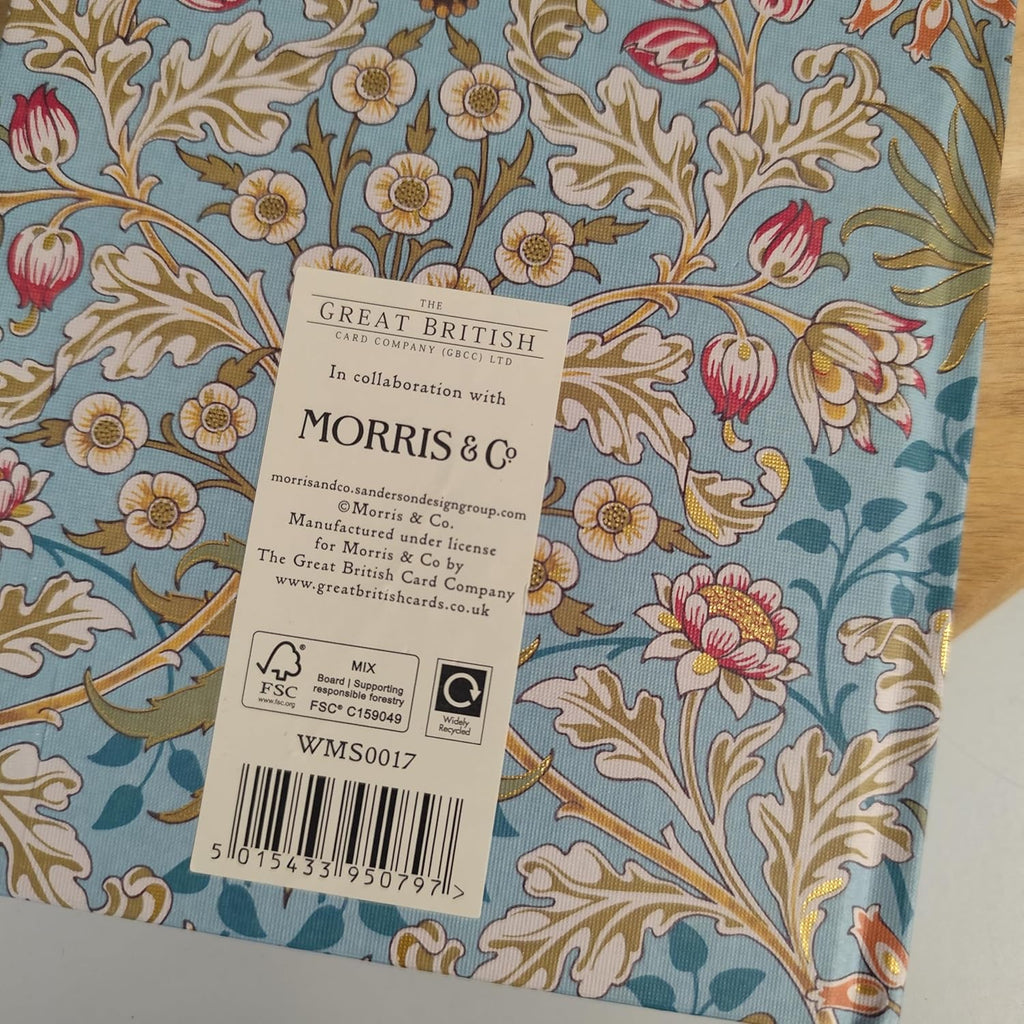 THE
GREAT BRITISH
CARD COMPANY (GBCC) LTD
In collaboration with
MORRIS & Co
morrisandco.sandersondesigngroup.com
©Morris & Co.
Manufactured under license
for Morris & Co by
The Great British Card Company
www.greatbritishcards.co.uk
FSC®
www.fsc.org
MIX
Board | Supporting
responsible forestry
FSC® C159049
Widely
Recycled
WMS0017
5 015433 950797 >